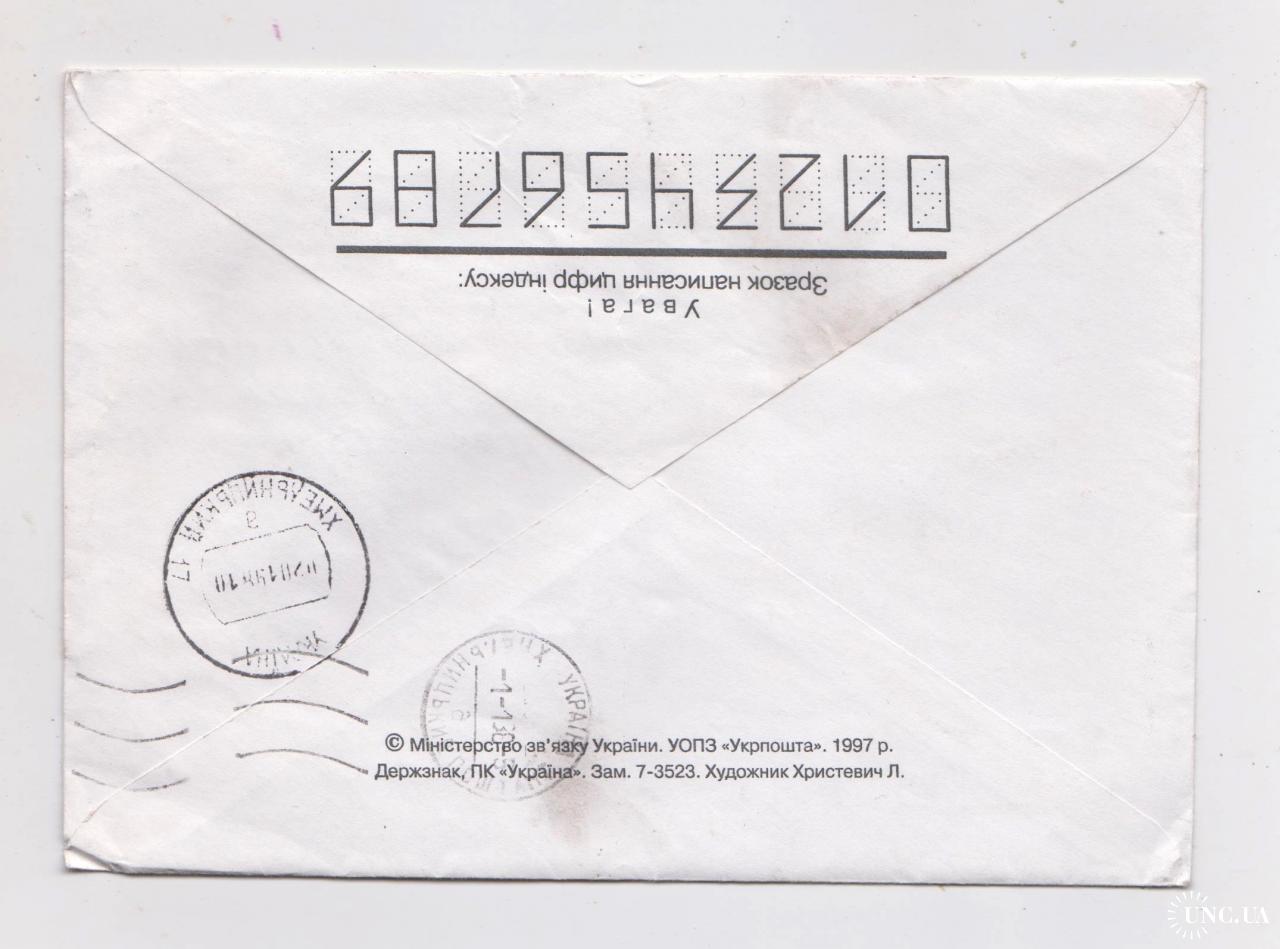 Увага!
Зразок написання цифр індексу:
0123456789
ХМЕЛЬНИЦЬКИЙ 17
© Міністерство зв'язку України. УОПЗ «Укрпошта». 1997 р.
Держзнак, ПК «Україна». Зам. 7-3523. Художник Христевич Л.
UNC.UA